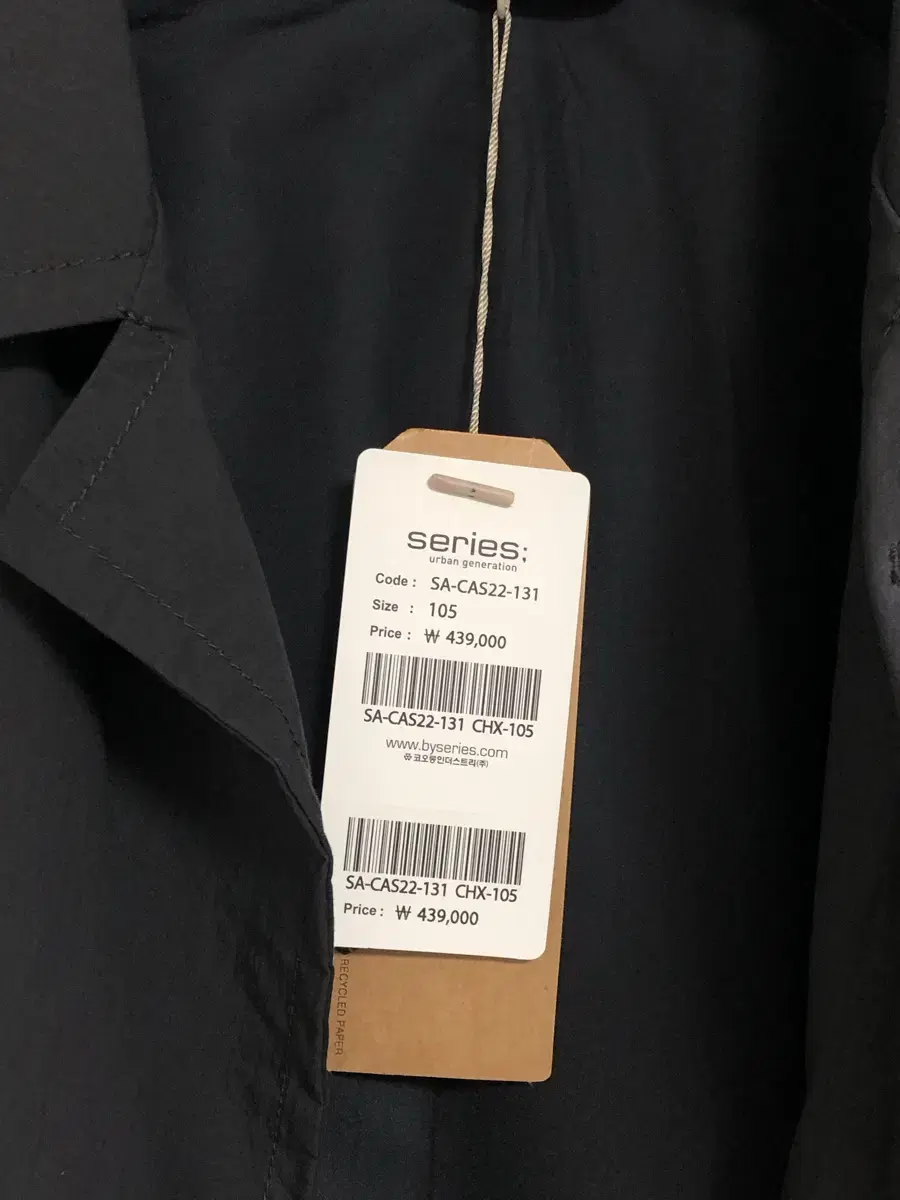 series;
urban generation
Code : SA-CAS22-131
Size : 105
Price : ₩ 439,000
SA-CAS22-131 CHX-105
www.byseries.com
코오롱인더스트리(주)
SA-CAS22-131 CHX-105
Price : ₩ 439,000
RECYCLED PAPER